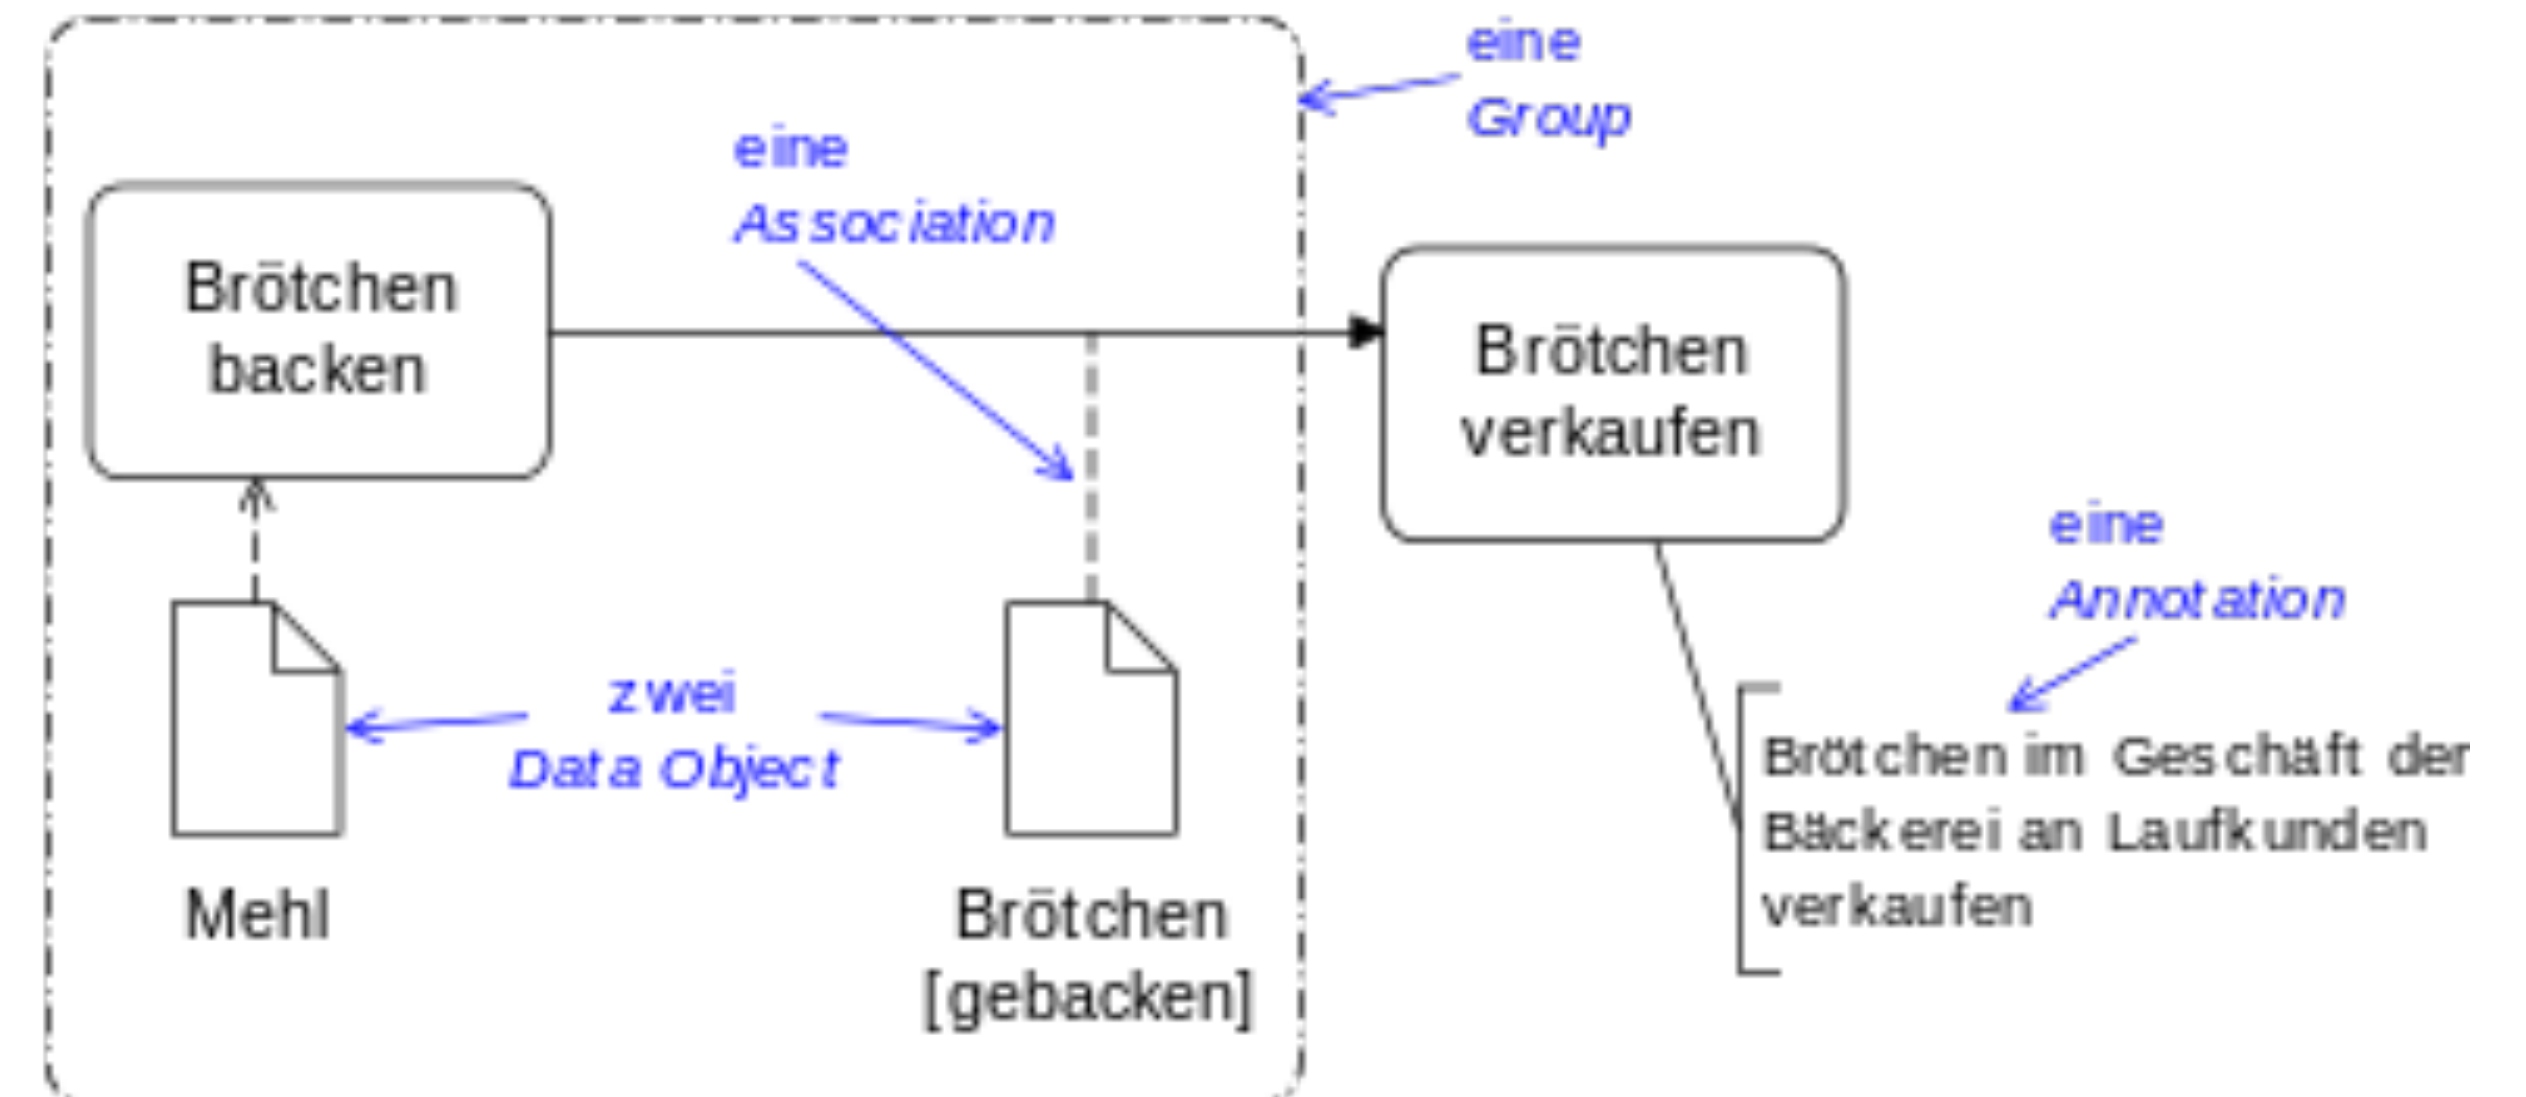 eine
Group
eine
Association
Brötchen
backen
Brötchen
verkaufen
eine
Annotation
zwei
Data Object
Brötchen im Geschäft der
Bäckerei an Laufkunden
verkaufen
Mehl
Brötchen
[gebacken]